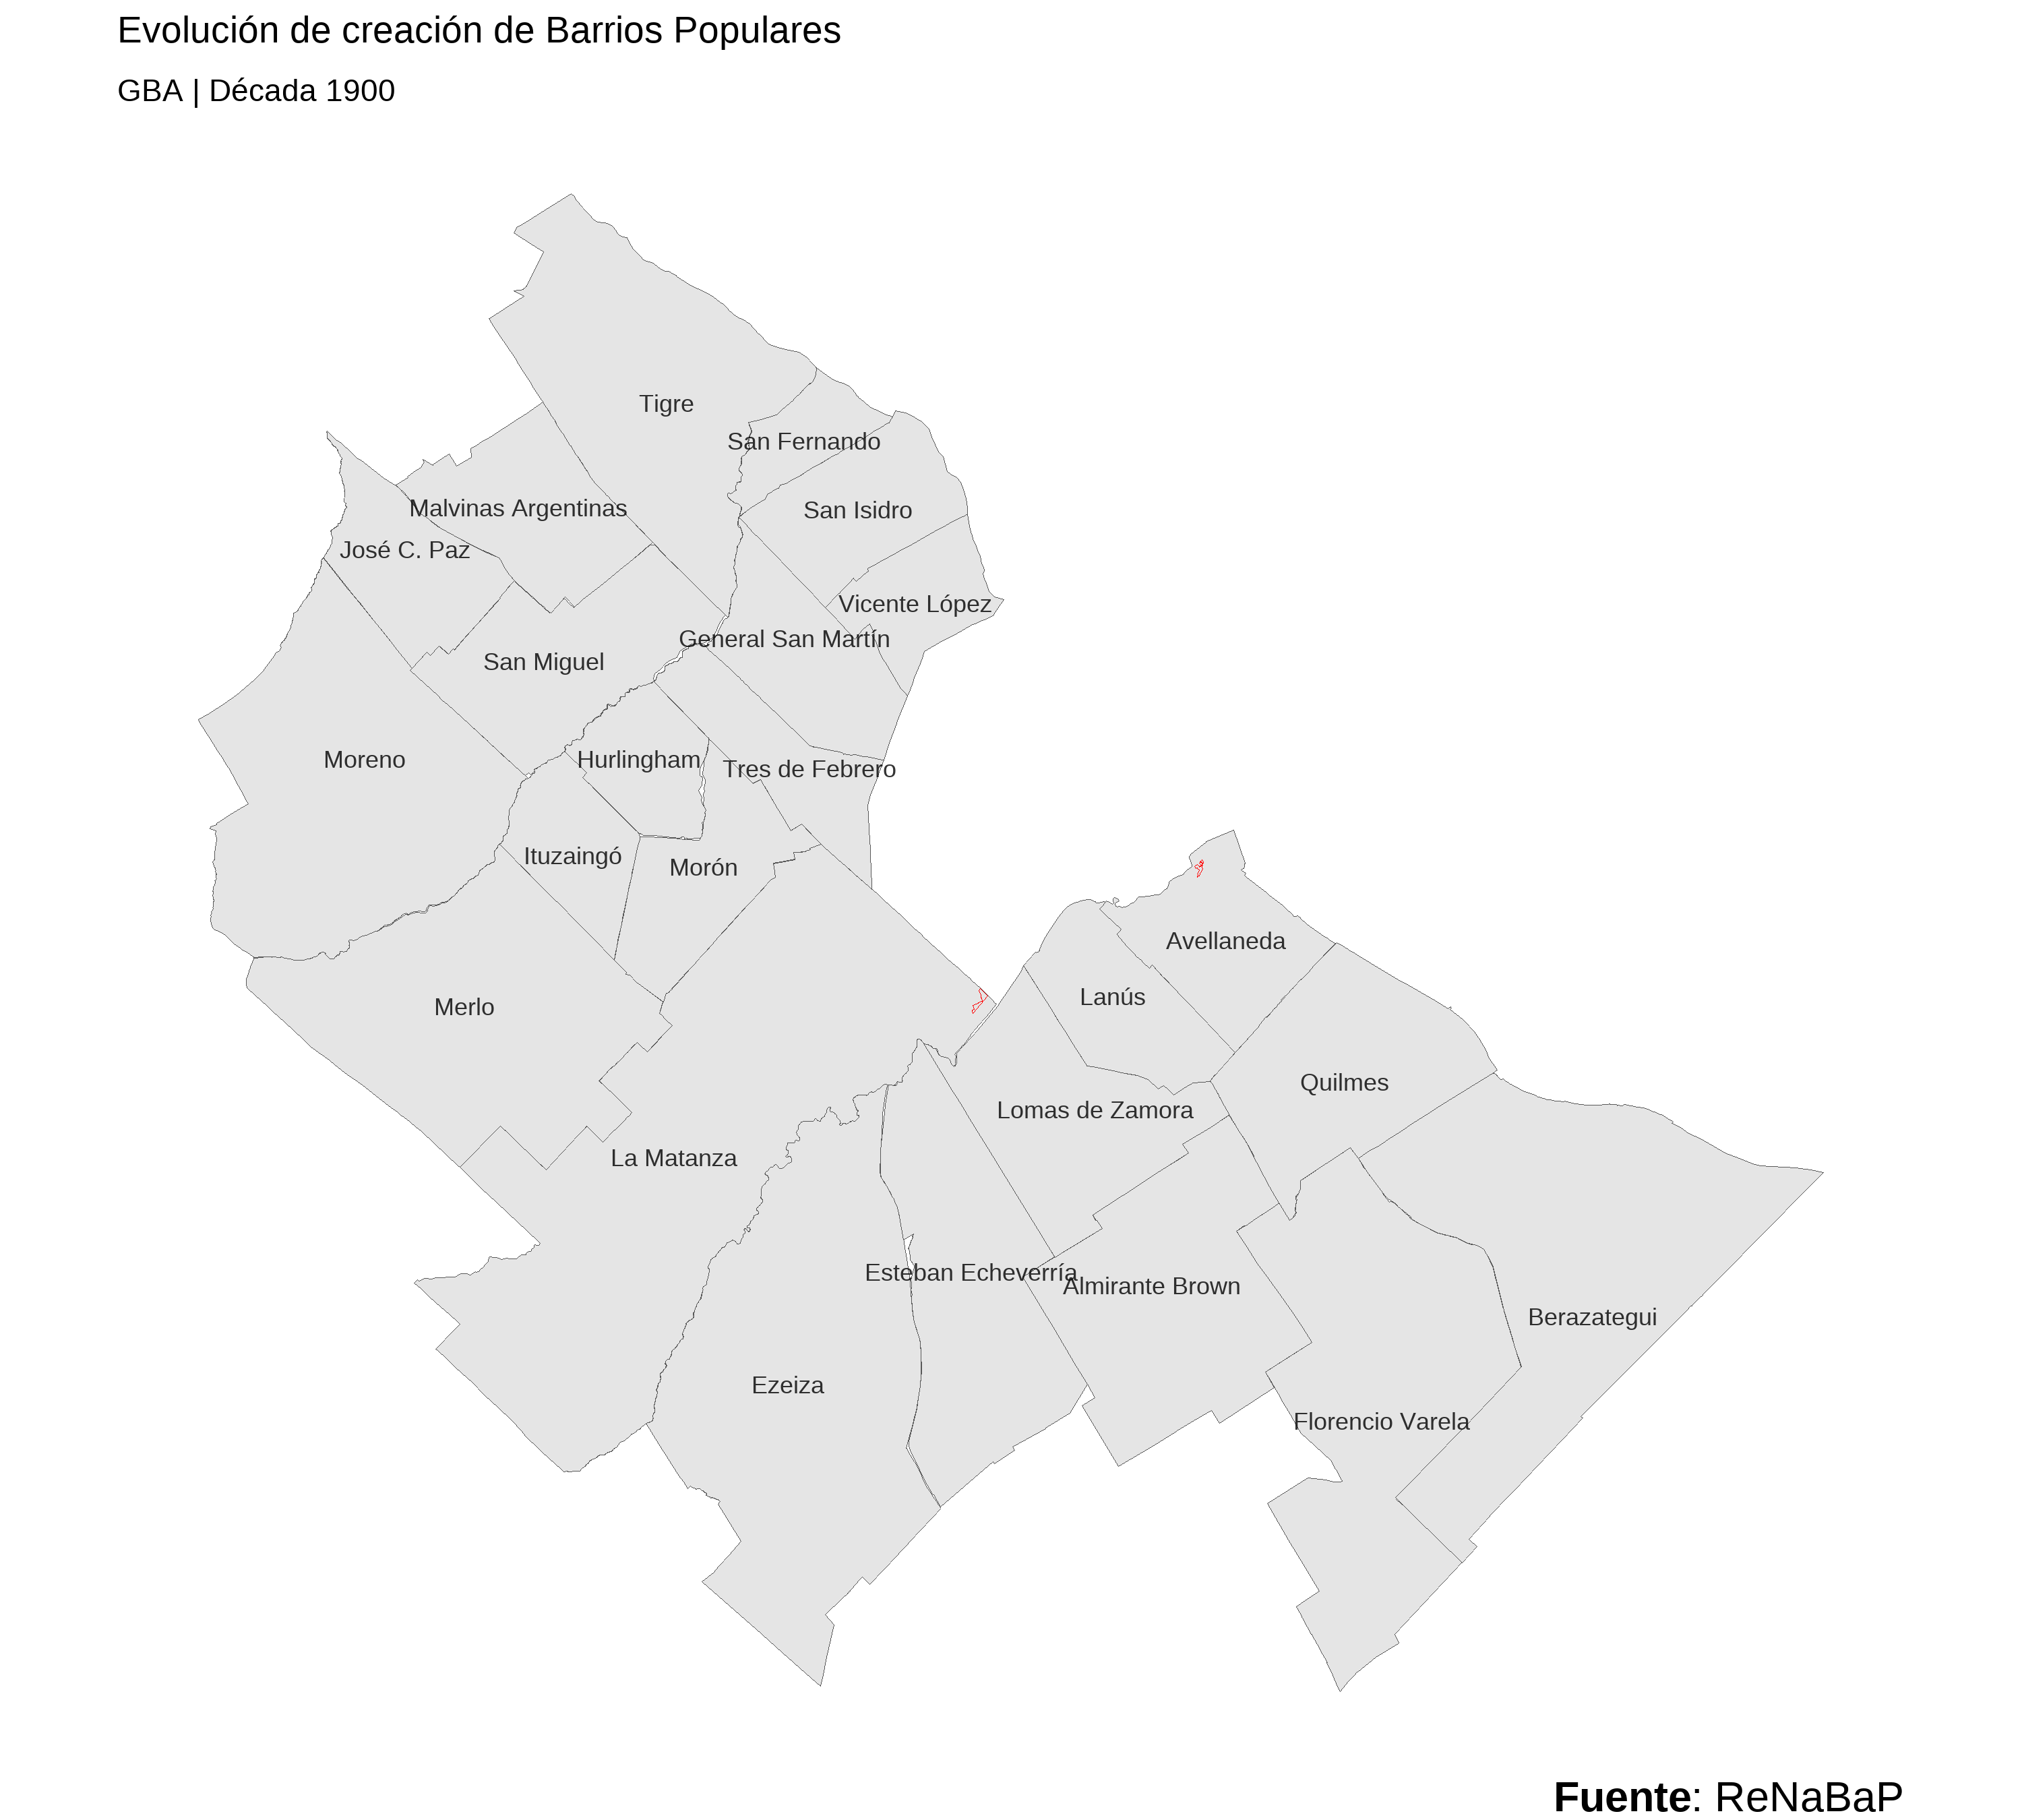 Evolución de creación de Barrios Populares
GBA | Década 1900
Tigre
San Fernando
Malvinas Argentinas
San Isidro
José C. Paz
Vicente López
General San Martín
San Miguel
Moreno
Hurlingham
Tres de Febrero
Ituzaingó
Morón
Avellaneda
Lanús
Merlo
Quilmes
Lomas de Zamora
La Matanza
Esteban Echeverría
Almirante Brown
Berazategui
Ezeiza
Florencio Varela
Fuente: ReNaBaP